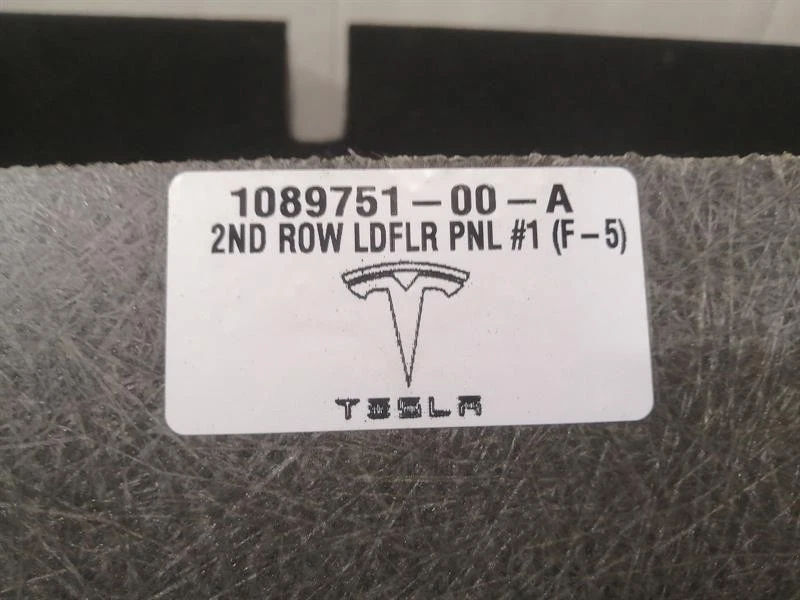 1089751-00-A
2ND ROW LDFLR PNL #1 (F-5)
TESLA